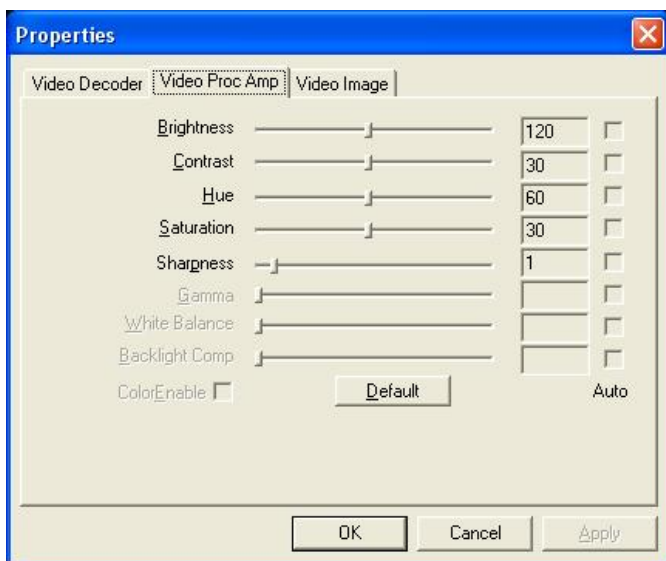 Properties
Video Decoder Video Proc Amp Video Image
Brightness 120
Contrast 30
Hue 60
Saturation 30
Sharpness 1
Gamma
White Balance
Backlight Comp
ColorEnable Default Auto
OK Cancel Apply